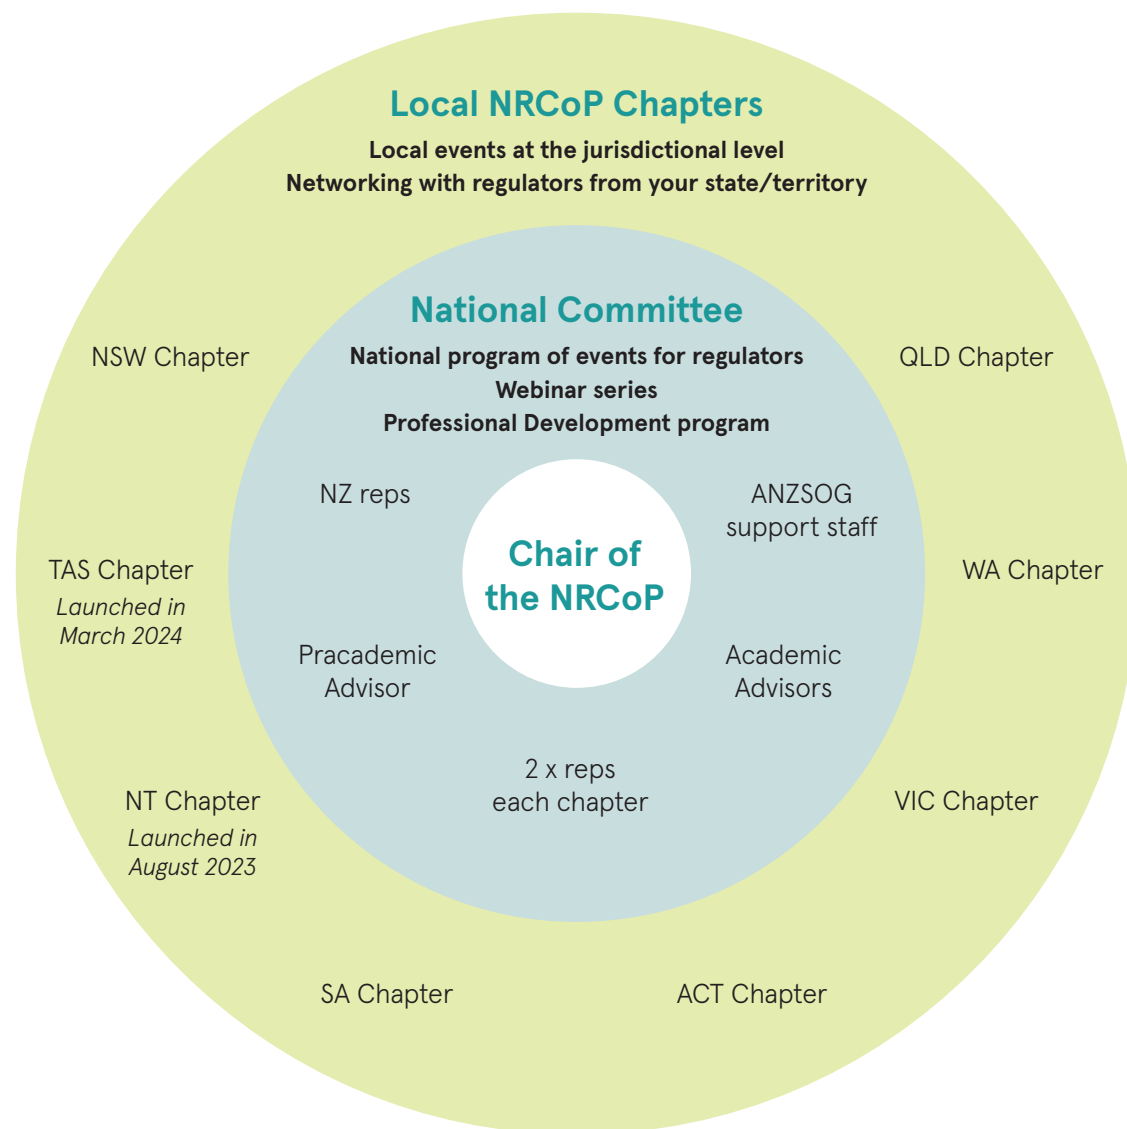 Local NRCoP Chapters
Local events at the jurisdictional level
Networking with regulators from your state/territory
National Committee
National program of events for regulators
Webinar series
Professional Development program
NSW Chapter
QLD Chapter
NZ reps
ANZSOG
support staff
Chair of
the NRCoP
TAS Chapter
Launched in
March 2024
WA Chapter
Pracademic
Advisor
Academic
Advisors
2 x reps
each chapter
NT Chapter
Launched in
August 2023
VIC Chapter
SA Chapter
ACT Chapter